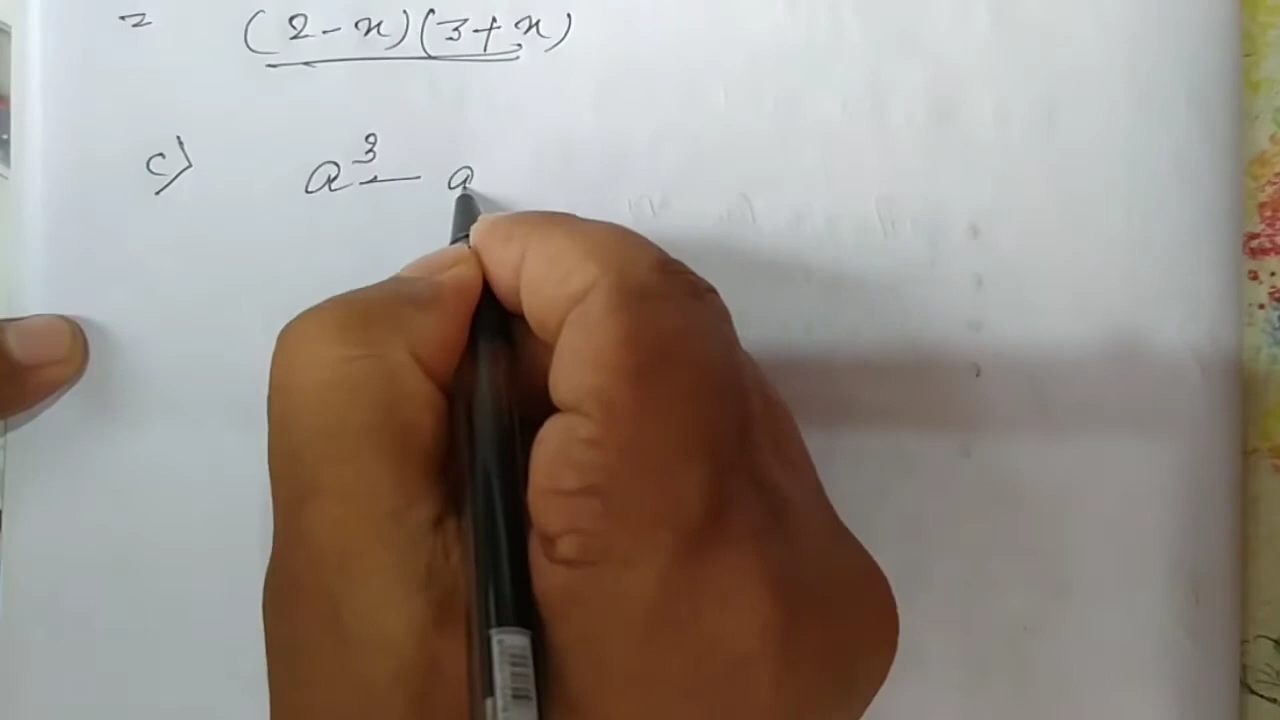 = (2-x)(3+x)
c) a³ - a